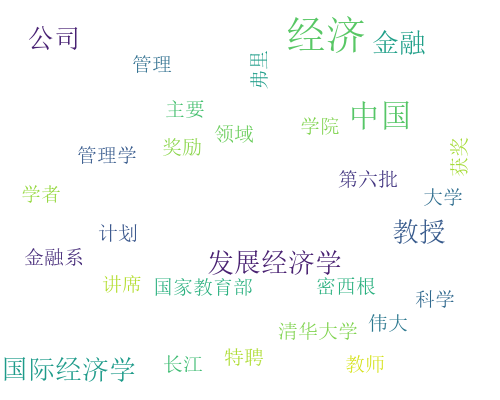 经济
公司
金融
管理
弗里
主要
中国
学院
领域
奖励
获奖
管理学
第六批
学者
大学
计划
教授
金融系
发展经济学
讲席
国家教育部
密西根
科学
清华大学
伟大
国际经济学
长江
特聘
教师